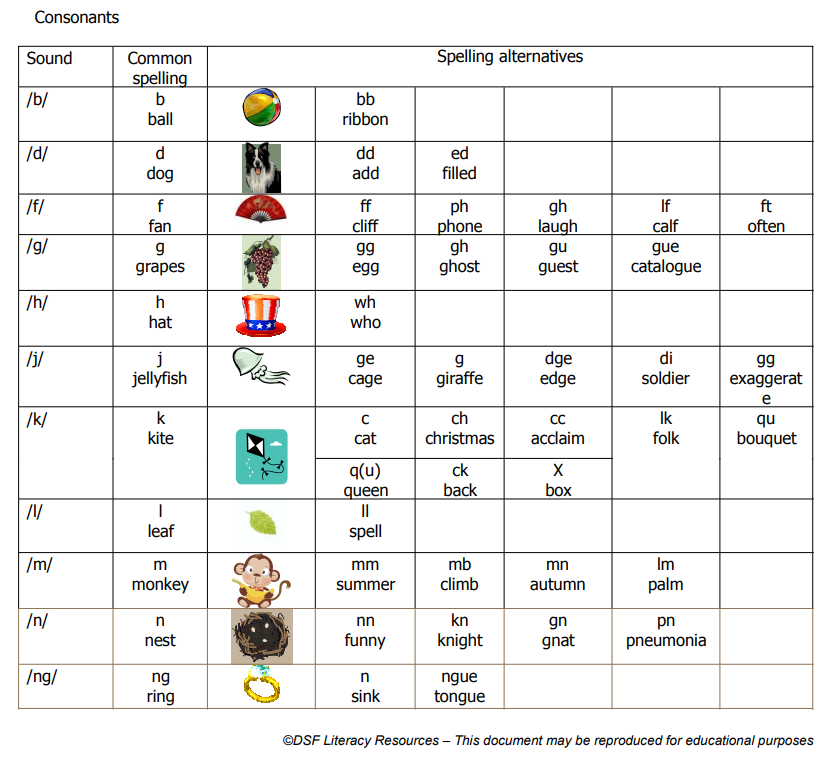 Consonants
Sound Common spelling Spelling alternatives
/b/ b bb
ball ribbon
/d/ d dd ed
dog add filled
/f/ f ff ph gh lf ft
fan cliff phone laugh calf often
/g/ g gg gh gu gue
grapes egg ghost guest catalogue
/h/ h wh
hat who
/j/ j ge g dge di gg
jellyfish cage giraffe edge soldier exaggerat
e
/k/ k c ch cc lk qu
kite cat christmas acclaim folk bouquet
q(u) ck X
queen back box
/l/ l ll
leaf spell
/m/ m mm mb mn lm
monkey summer climb autumn palm
/n/ n nn kn gn pn
nest funny knight gnat pneumonia
/ng/ ng n ngue
ring sink tongue
©DSF Literacy Resources – This document may be reproduced for educational purposes